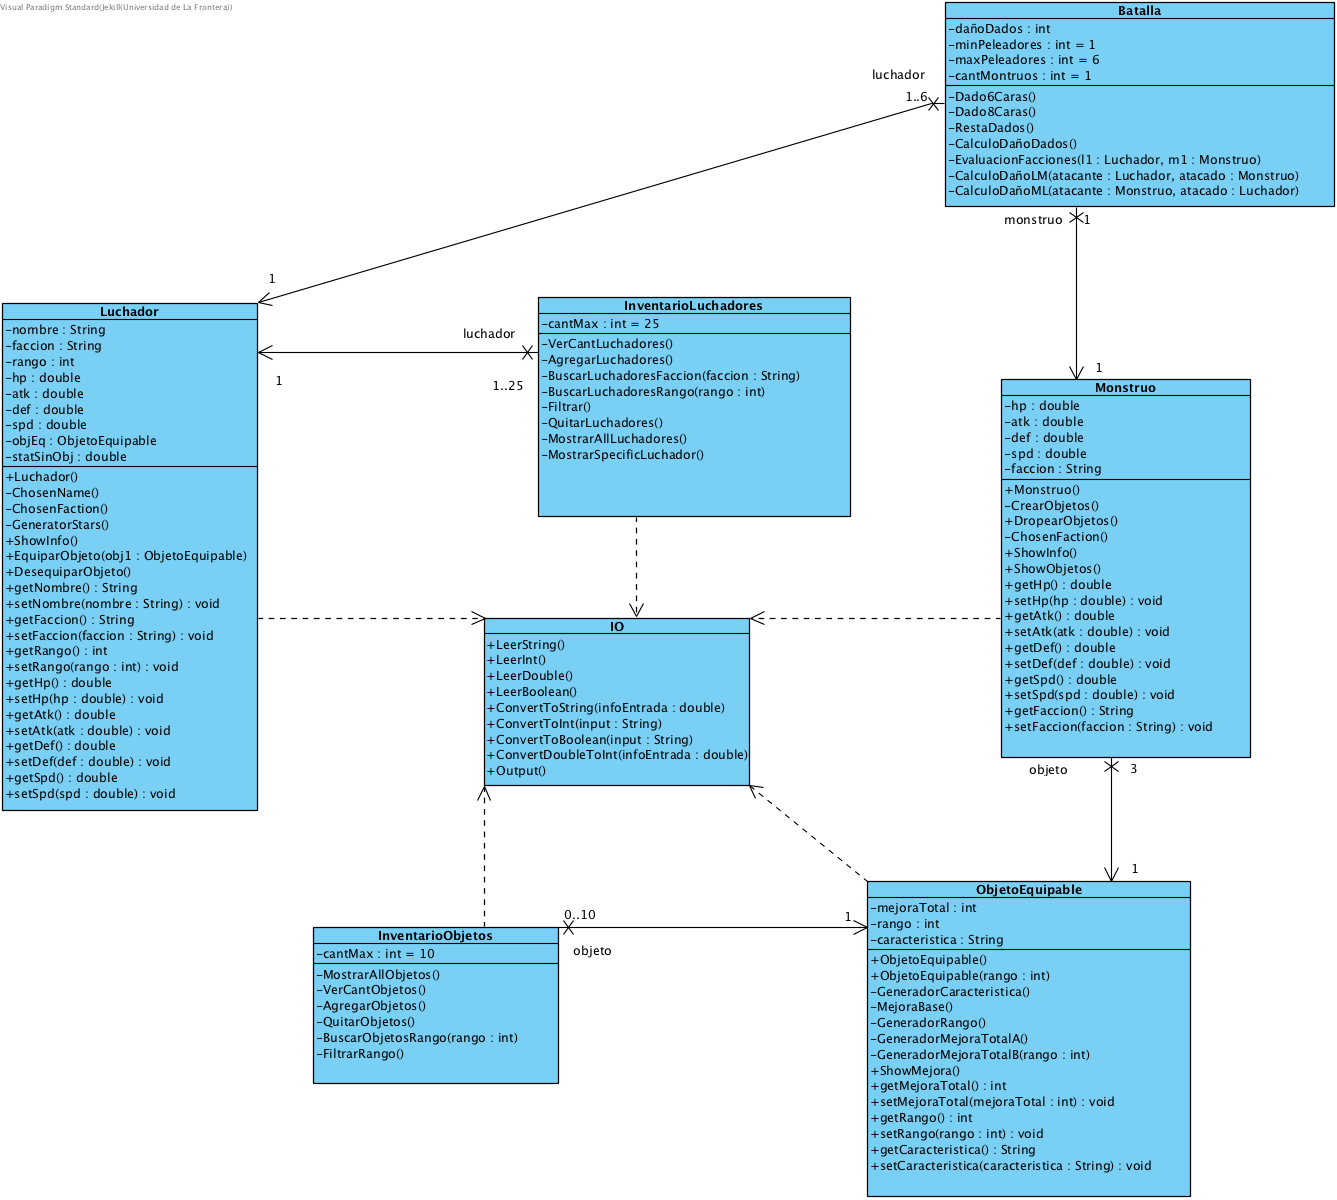 Visual Paradigm Standard(Jekill(Universidad de La Frontera))
Batalla
-dañoDados : int
-minPeleadores : int = 1
-maxPeleadores : int = 6
-cantMontruos : int = 1
-Dado6Caras()
-Dado8Caras()
-RestaDados()
-CalculoDañoDados()
-EvaluacionFacciones(l1 : Luchador, m1 : Monstruo)
-CalculoDañoLM(atacante : Luchador, atacado : Monstruo)
-CalculoDañoML(atacante : Monstruo, atacado : Luchador)
luchador
1..6
1
monstruo
1
1
Luchador
-nombre : String
-faccion : String
-rango : int
-hp : double
-atk : double
-def : double
-spd : double
-objEq : ObjetoEquipable
-statSinObj : double
+Luchador()
-ChosenName()
-ChosenFaction()
-GeneratorStars()
+ShowInfo()
+EquiparObjeto(obj1 : ObjetoEquipable)
+DesequiparObjeto()
+getNombre() : String
+setNombre(nombre : String) : void
+getFaccion() : String
+setFaccion(faccion : String) : void
+getRango() : int
+setRango(rango : int) : void
+getHp() : double
+setHp(hp : double) : void
+getAtk() : double
+setAtk(atk : double) : void
+getDef() : double
+setDef(def : double) : void
+getSpd() : double
+setSpd(spd : double) : void
luchador
1
1..25
InventarioLuchadores
-cantMax : int = 25
-VerCantLuchadores()
-AgregarLuchadores()
-BuscarLuchadoresFaccion(faccion : String)
-BuscarLuchadoresRango(rango : int)
-Filtrar()
-QuitarLuchadores()
-MostrarAllLuchadores()
-MostrarSpecificLuchador()
Monstruo
-hp : double
-atk : double
-def : double
-spd : double
-faccion : String
+Monstruo()
-CrearObjetos()
+DropearObjetos()
-ChosenFaction()
+ShowInfo()
+ShowObjetos()
+getHp() : double
+setHp(hp : double) : void
+getAtk() : double
+setAtk(atk : double) : void
+getDef() : double
+setDef(def : double) : void
+getSpd() : double
+setSpd(spd : double) : void
+getFaccion() : String
+setFaccion(faccion : String) : void
IO
+LeerString()
+LeerInt()
+LeerDouble()
+LeerBoolean()
+ConvertToString(infoEntrada : double)
+ConvertToInt(input : String)
+ConvertToBoolean(input : String)
+ConvertDoubleToInt(infoEntrada : double)
+Output()
objeto
3
1
InventarioObjetos
-cantMax : int = 10
-MostrarAllObjetos()
-VerCantObjetos()
-AgregarObjetos()
-QuitarObjetos()
-BuscarObjetosRango(rango : int)
-FiltrarRango()
0..10
1
objeto
ObjetoEquipable
-mejoraTotal : int
-rango : int
-caracteristica : String
+ObjetoEquipable()
+ObjetoEquipable(rango : int)
-GeneradorCaracteristica()
-MejoraBase()
-GeneradorRango()
-GeneradorMejoraTotalA()
-GeneradorMejoraTotalB(rango : int)
+ShowMejora()
+getMejoraTotal() : int
+setMejoraTotal(mejoraTotal : int) : void
+getRango() : int
+setRango(rango : int) : void
+getCaracteristica() : String
+setCaracteristica(caracteristica : String) : void